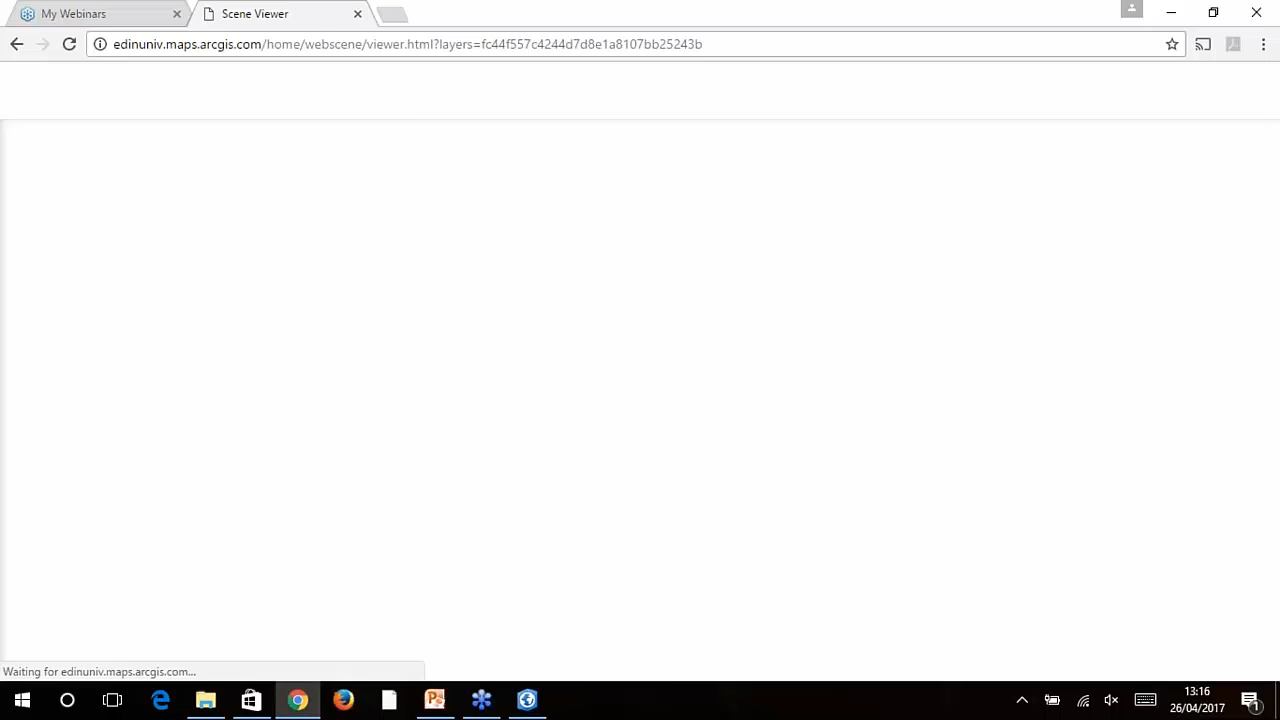 My Webinars
Scene Viewer
edinuniv.maps.arcgis.com/home/webscene/viewer.html?layers=fc44f557c4244d7d8e1a8107bb25243b
Waiting for edinuniv.maps.arcgis.com...
13:16
26/04/2017
1